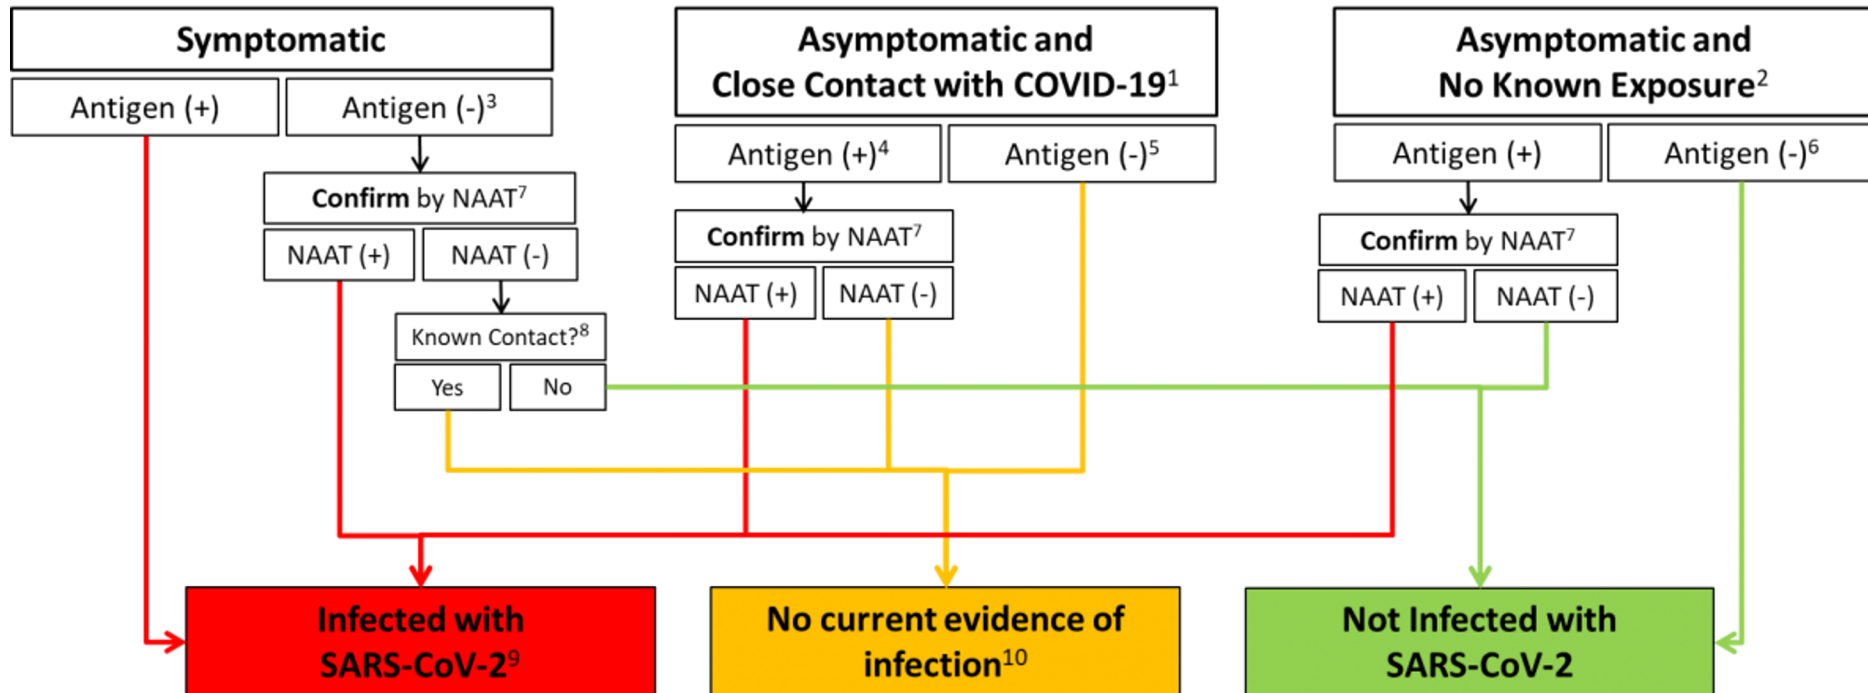 Symptomatic
Antigen (+)
Antigen (-)³
Confirm by NAAT⁷
NAAT (+)
NAAT (-)
Known Contact?⁸
Yes
No
Asymptomatic and
Close Contact with COVID-19¹
Antigen (+)⁴
Antigen (-)⁵
Confirm by NAAT⁷
NAAT (+)
NAAT (-)
Asymptomatic and
No Known Exposure²
Antigen (+)
Antigen (-)⁶
Confirm by NAAT⁷
NAAT (+)
NAAT (-)
Infected with
SARS-CoV-2⁹
No current evidence of
infection¹⁰
Not Infected with
SARS-CoV-2